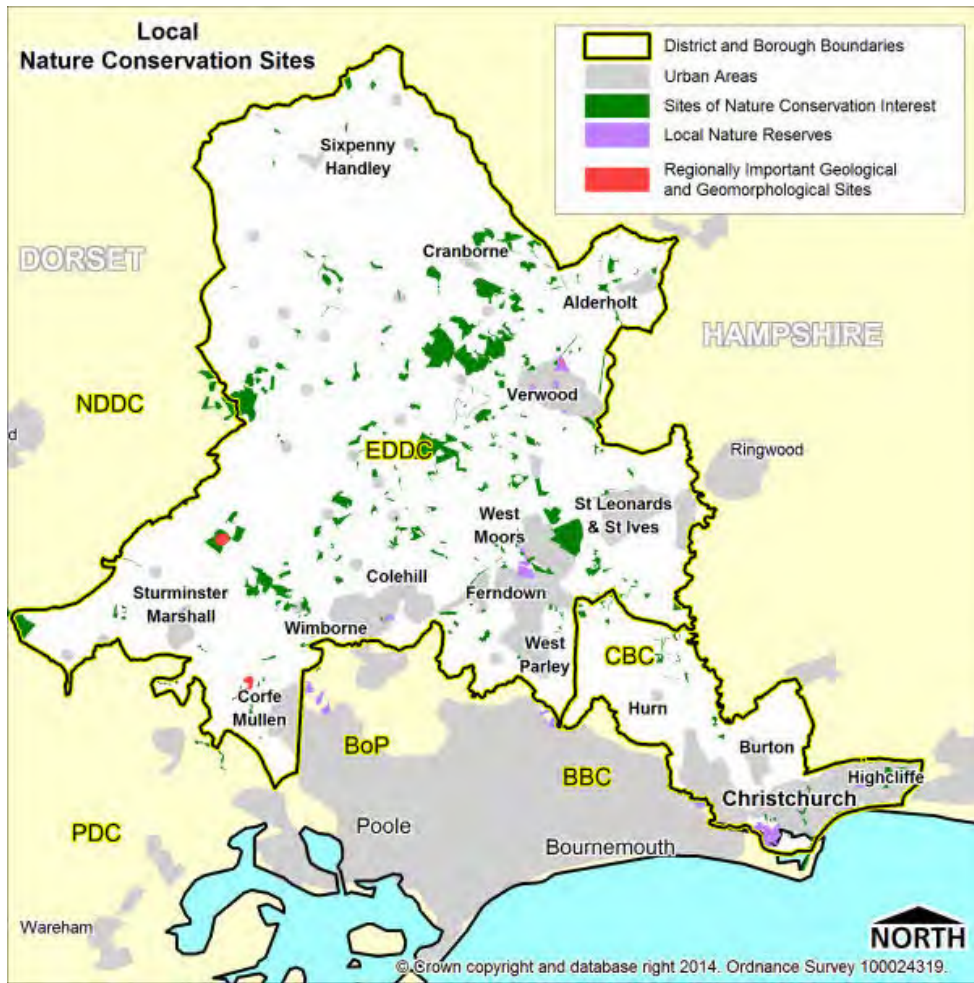 Local
Nature Conservation Sites
District and Borough Boundaries
Urban Areas
Sites of Nature Conservation Interest
Local Nature Reserves
Regionally Important Geological
and Geomorphological Sites
Sixpenny
Handley
DORSET
Cranborne
Alderholt
HAMPSHIRE
NDDC
Verwood
d
EDDC
Ringwood
West
Moors
St Leonards
& St Ives
Colehill
Sturminster
Marshall
Ferndown
Wimborne
West
Parley
CBC
Corfe
Mullen
Hurn
BoP
Burton
BBC
Highcliffe
Christchurch
PDC
Poole
Bournemouth
Wareham
NORTH
© Crown copyright and database right 2014. Ordnance Survey 100024319.